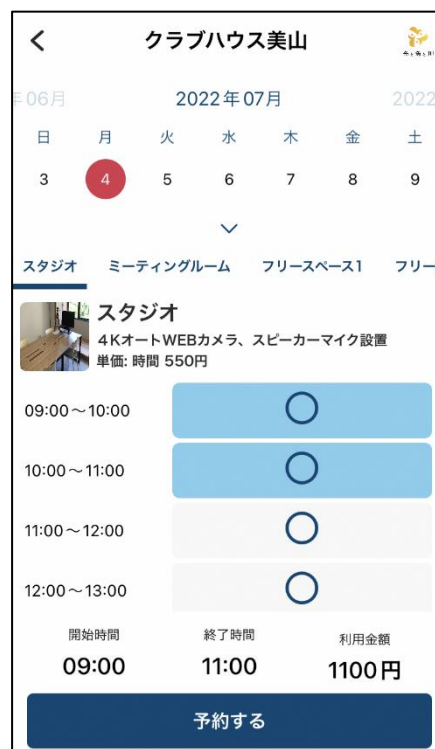 クラブハウス美山
年06月 2022年07月 2022
日 月 火 水 木 金 土
3 4 5 6 7 8 9
スタジオ ミーティングルーム フリースペース1 フリー
スタジオ
4KオートWEBカメラ、スピーカーマイク設置
単価: 時間 550円
09:00～10:00
10:00～11:00
11:00～12:00
12:00～13:00
開始時間 終了時間 利用金額
09:00 11:00 1100円
予約する